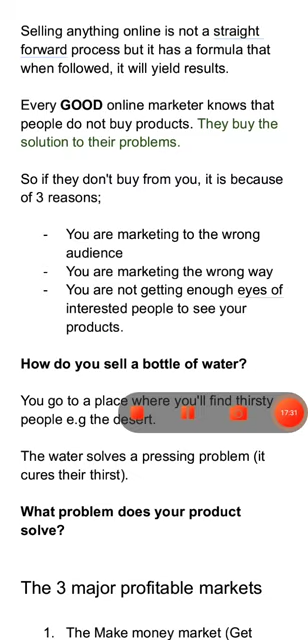 Selling anything online is not a straight
forward process but it has a formula that
when followed, it will yield results.
Every GOOD online marketer knows that
people do not buy products. They buy the
solution to their problems.
So if they don't buy from you, it is because
of 3 reasons;
- You are marketing to the wrong
audience
- You are marketing the wrong way
- You are not getting enough eyes of
interested people to see your
products.
How do you sell a bottle of water?
You go to a place where you'll find thirsty
people e.g the desert.
17:31
The water solves a pressing problem (it
cures their thirst).
What problem does your product
solve?
The 3 major profitable markets
1. The Make money market (Get